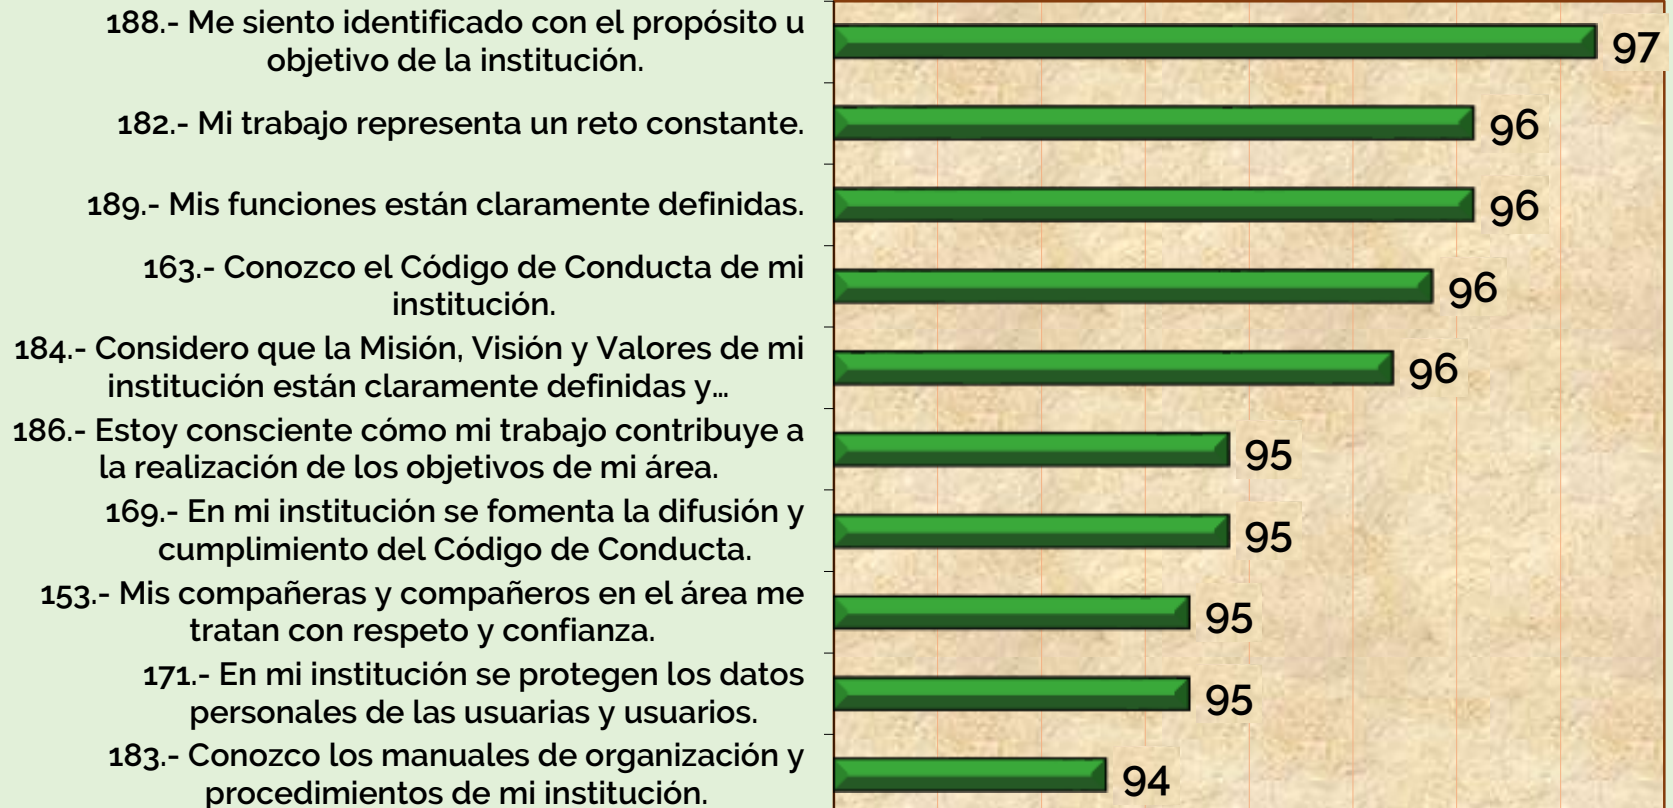 188.- Me siento identificado con el propósito u
objetivo de la institución.
97
182.- Mi trabajo representa un reto constante.
96
189.- Mis funciones están claramente definidas.
96
163.- Conozco el Código de Conducta de mi
institución.
96
184.- Considero que la Misión, Visión y Valores de mi
institución están claramente definidas y...
96
186.- Estoy consciente cómo mi trabajo contribuye a
la realización de los objetivos de mi área.
95
169.- En mi institución se fomenta la difusión y
cumplimiento del Código de Conducta.
95
153.- Mis compañeras y compañeros en el área me
tratan con respeto y confianza.
95
171.- En mi institución se protegen los datos
personales de las usuarias y usuarios.
95
183.- Conozco los manuales de organización y
procedimientos de mi institución.
94